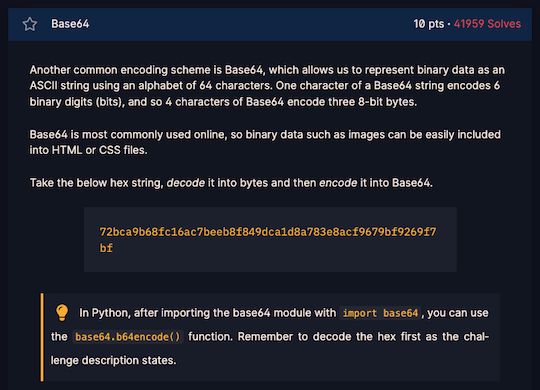 Base64
10 pts · 41959 Solves
Another common encoding scheme is Base64, which allows us to represent binary data as an
ASCII string using an alphabet of 64 characters. One character of a Base64 string encodes 6
binary digits (bits), and so 4 characters of Base64 encode three 8-bit bytes.
Base64 is most commonly used online, so binary data such as images can be easily included
into HTML or CSS files.
Take the below hex string, decode it into bytes and then encode it into Base64.
72bca9b68fc16ac7beeb8f849dca1d8a783e8acf9679bf9269f7
bf
In Python, after importing the base64 module with import base64, you can use
the base64.b64encode() function. Remember to decode the hex first as the chal-
lenge description states.